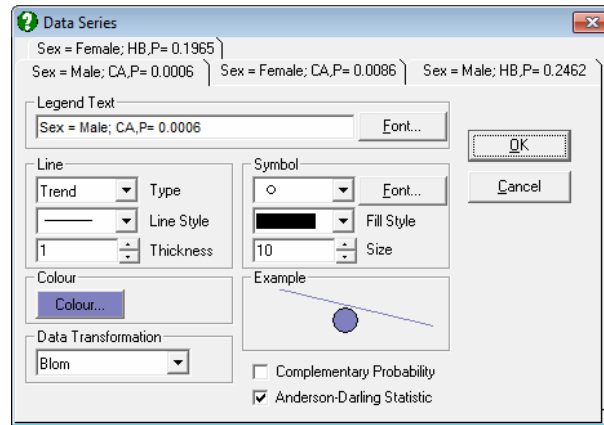 Data Series
Sex = Female; HB,P= 0.1965
Sex = Male; CA,P= 0.0006
Sex = Female; CA,P= 0.0086
Sex = Male; HB,P= 0.2462
Legend Text
Sex = Male; CA,P= 0.0006
Font...
OK
Cancel
Line
Trend
Type
Line Style
1
Thickness
Symbol
Font...
Fill Style
10
Size
Colour
Colour...
Example
Data Transformation
Blom
Complementary Probability
Anderson-Darling Statistic